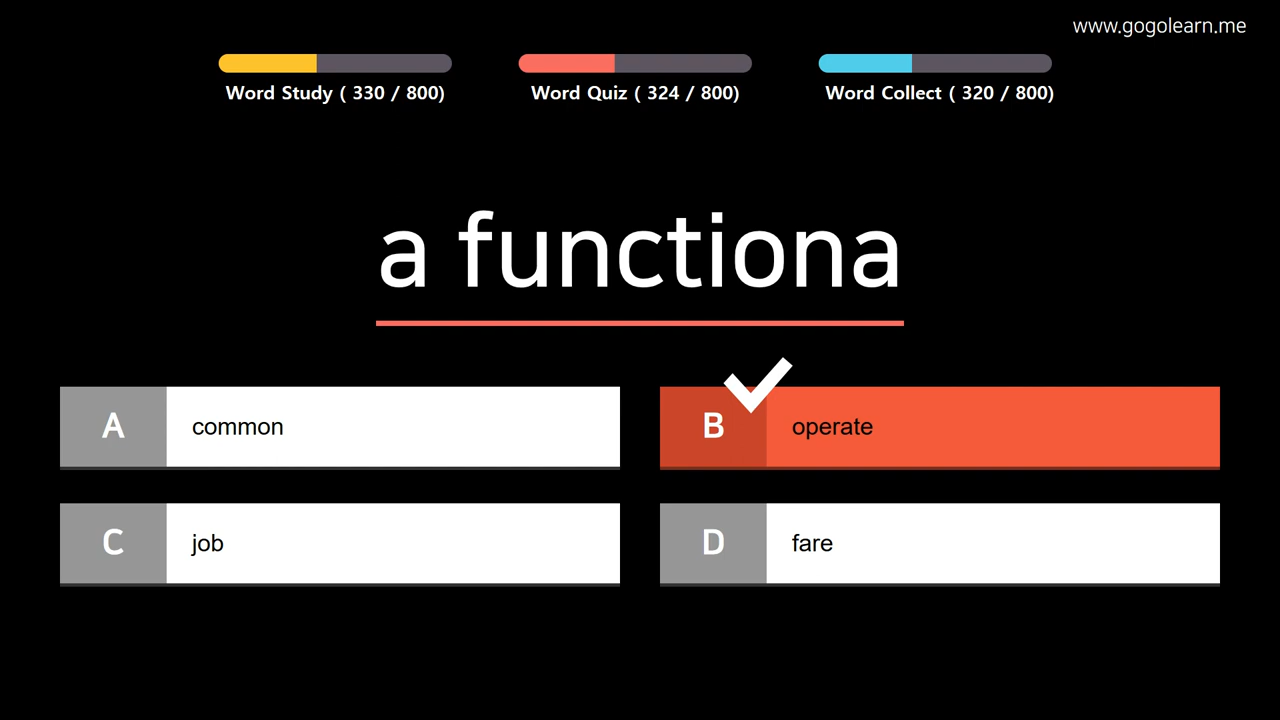 www.gogolearn.me
Word Study ( 330 / 800)
Word Quiz ( 324 / 800)
Word Collect ( 320 / 800)
a functiona
A
common
B
operate
C
job
D
fare